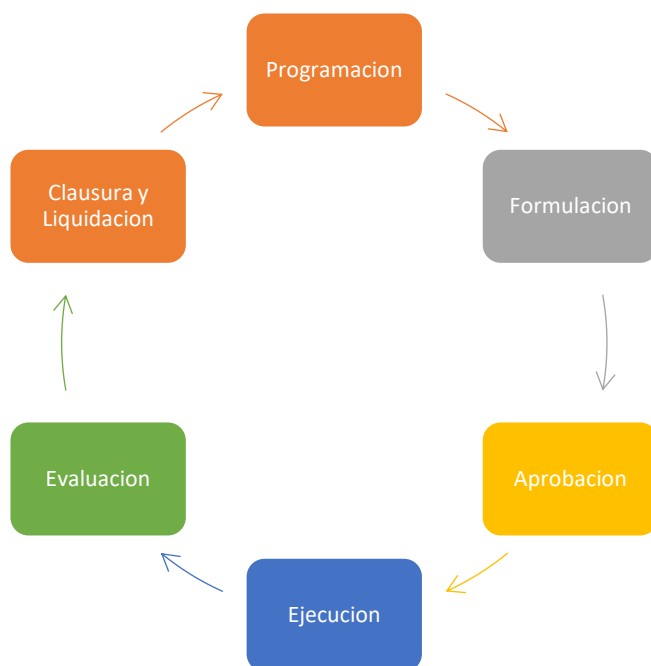 Programacion
Formulacion
Aprobacion
Ejecucion
Evaluacion
Clausura y
Liquidacion